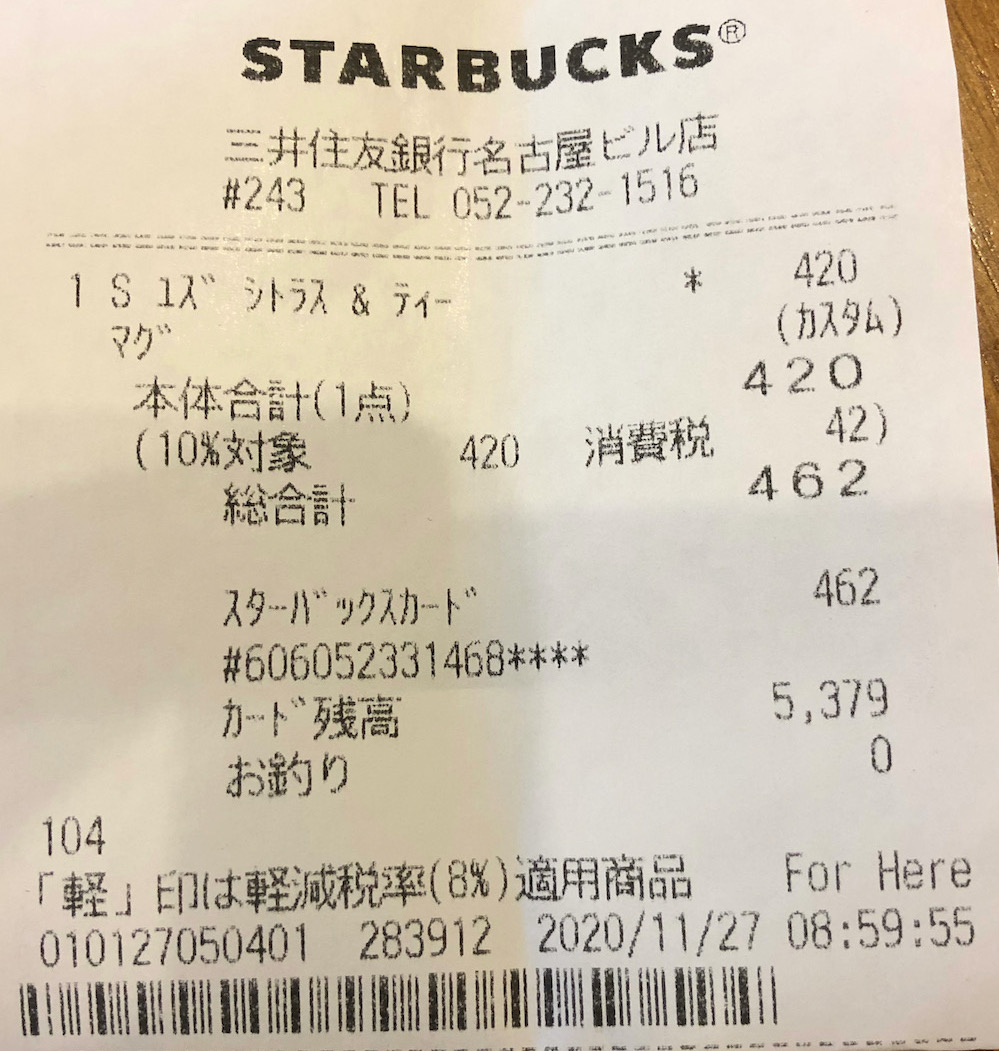 STARBUCKS®
三井住友銀行名古屋ビル店
#243 TEL 052-232-1516
1 S ﾕｽﾞ ｼﾄﾗｽ & ﾃｨｰ * 420
ﾏｸﾞ (ｶｽﾀﾑ)
本体合計(1点) 420
(10%対象 420 消費税 42)
総合計 462
ｽﾀｰﾊﾞｯｸｽｶｰﾄﾞ 462
#606052331468****
ｶｰﾄﾞ残高 5,379
お釣り 0
104
「軽」印は軽減税率(8%)適用商品 For Here
010127050401 283912 2020/11/27 08:59:55